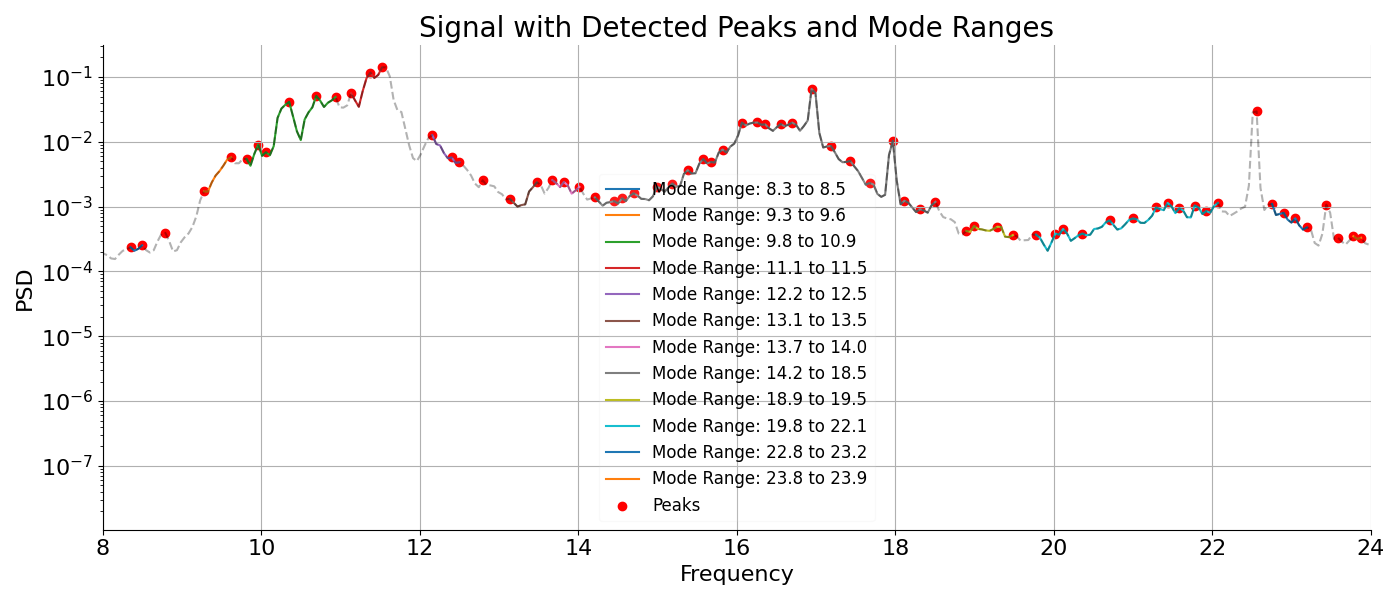 Signal with Detected Peaks and Mode Ranges
PSD
10⁻¹
10⁻²
10⁻³
10⁻⁴
10⁻⁵
10⁻⁶
10⁻⁷
Mode Range: 8.3 to 8.5
Mode Range: 9.3 to 9.6
Mode Range: 9.8 to 10.9
Mode Range: 11.1 to 11.5
Mode Range: 12.2 to 12.5
Mode Range: 13.1 to 13.5
Mode Range: 13.7 to 14.0
Mode Range: 14.2 to 18.5
Mode Range: 18.9 to 19.5
Mode Range: 19.8 to 22.1
Mode Range: 22.8 to 23.2
Mode Range: 23.8 to 23.9
Peaks
8 10 12 14 16 18 20 22 24
Frequency